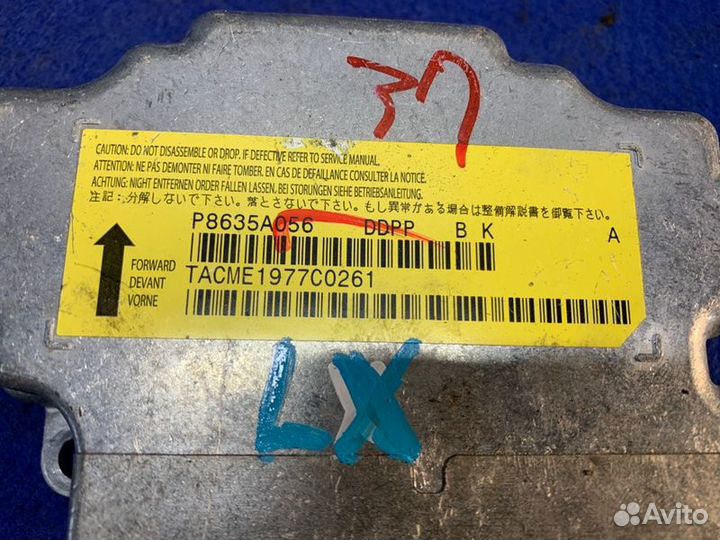 37
CAUTION: DO NOT DISASSEMBLE OR DROP. IF DEFECTIVE REFER TO SERVICE MANUAL.
ATTENTION: NE PAS DEMONTER NI FAIRE TOMBER. EN CAS DE DEFAILLANCE CONSULTER LA NOTICE.
ACHTUNG: NIGHT ENTFERNEN ORDER FALLEN LASSEN. BEI STORUNGEN SIEHE BETRIEBSANLEITUNG.
注記：分解しないで下さい。落とさないで下さい。もし異常がある場合は整備解説書を御覧下さい。
P8635A056 DDPP B K A
FORWARD
DEVANT
VORNE
TACME1977C0261
LX
Avito